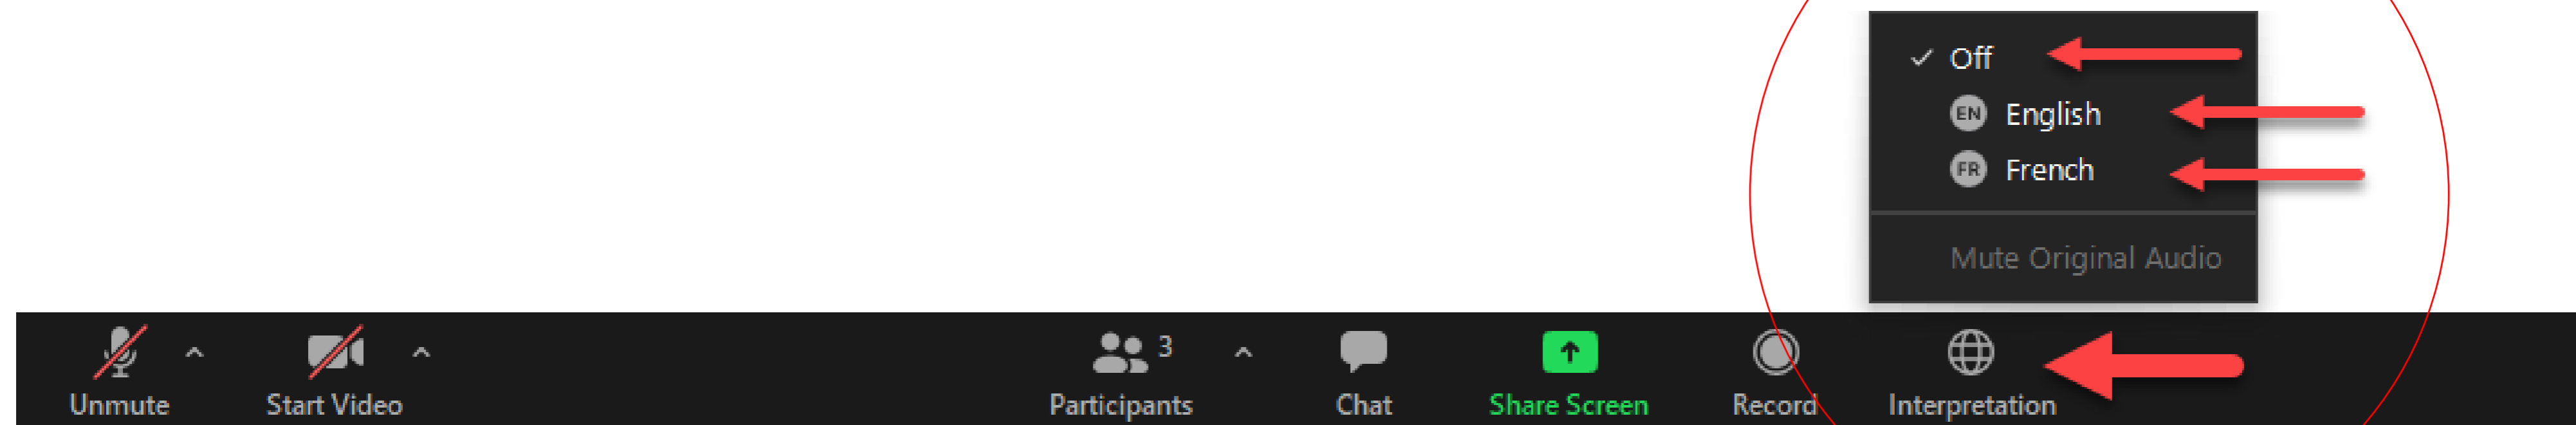 Off
EN English
FR French
Mute Original Audio
Unmute Start Video Participants 3 Chat Share Screen Record Interpretation